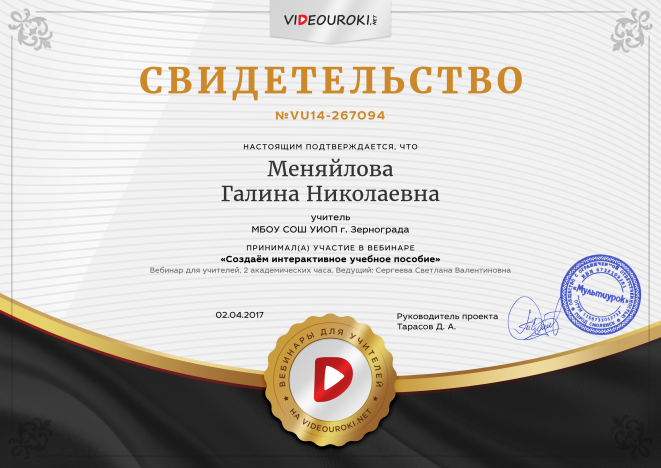 VIDEOUROKI.NET
СВИДЕТЕЛЬСТВО
№VU14-267094
НАСТОЯЩИМ ПОДТВЕРЖДАЕТСЯ, ЧТО
Меняйлова
Галина Николаевна
учитель
МБОУ СОШ УИОП г. Зернограда
ПРИНИМАЛ(А) УЧАСТИЕ В ВЕБИНАРЕ
«Создаём интерактивное учебное пособие»
Вебинар для учителей, 2 академических часа. Ведущий: Сергеева Светлана Валентиновна
02.04.2017
Руководитель проекта
Тарасов Д. А.
«Мультиурок»
ВЕБИНАРЫ ДЛЯ УЧИТЕЛЕЙ
НА VIDEOUROKI.NET